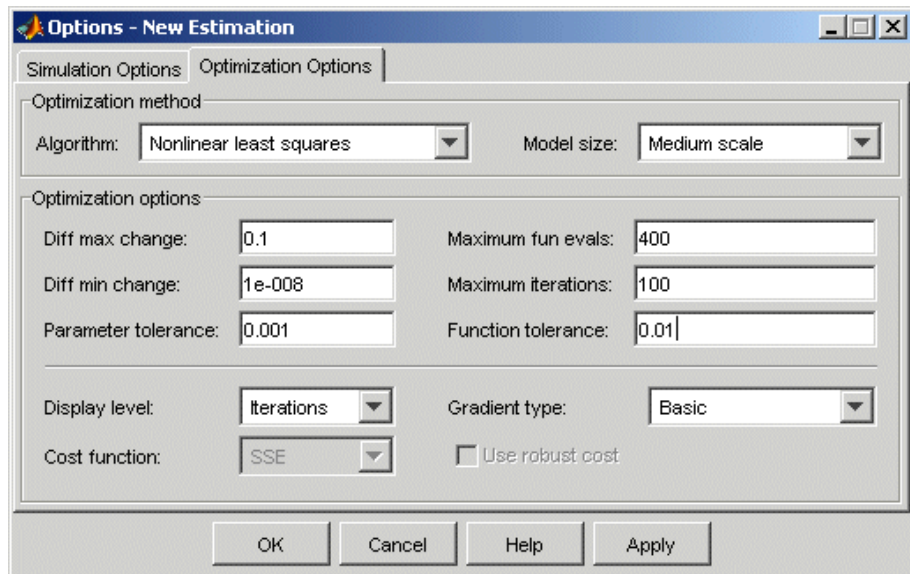 Options - New Estimation
Simulation Options Optimization Options
Optimization method
Algorithm: Nonlinear least squares Model size: Medium scale
Optimization options
Diff max change: 0.1 Maximum fun evals: 400
Diff min change: 1e-008 Maximum iterations: 100
Parameter tolerance: 0.001 Function tolerance: 0.01
Display level: Iterations Gradient type: Basic
Cost function: SSE Use robust cost
OK Cancel Help Apply